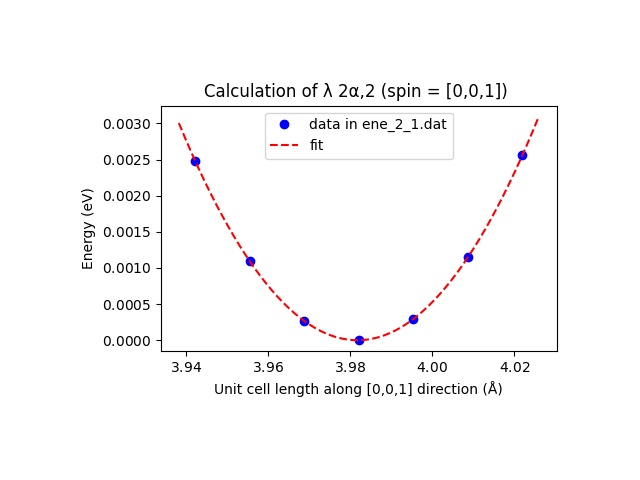 Calculation of λ 2α,2 (spin = [0,0,1])
data in ene_2_1.dat
fit
Energy (eV)
0.0030
0.0025
0.0020
0.0015
0.0010
0.0005
0.0000
3.94 3.96 3.98 4.00 4.02
Unit cell length along [0,0,1] direction (Å)